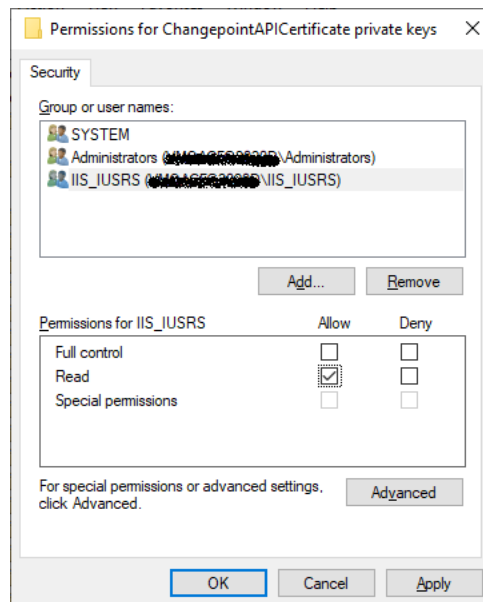 Permissions for ChangepointAPICertificate private keys
Security
Group or user names:
SYSTEM
Administrators (\Administrators)
IIS_IUSRS (\IIS_IUSRS)
Add...
Remove
Permissions for IIS_IUSRS
Allow
Deny
Full control
Read
Special permissions
For special permissions or advanced settings,
click Advanced.
Advanced
OK
Cancel
Apply